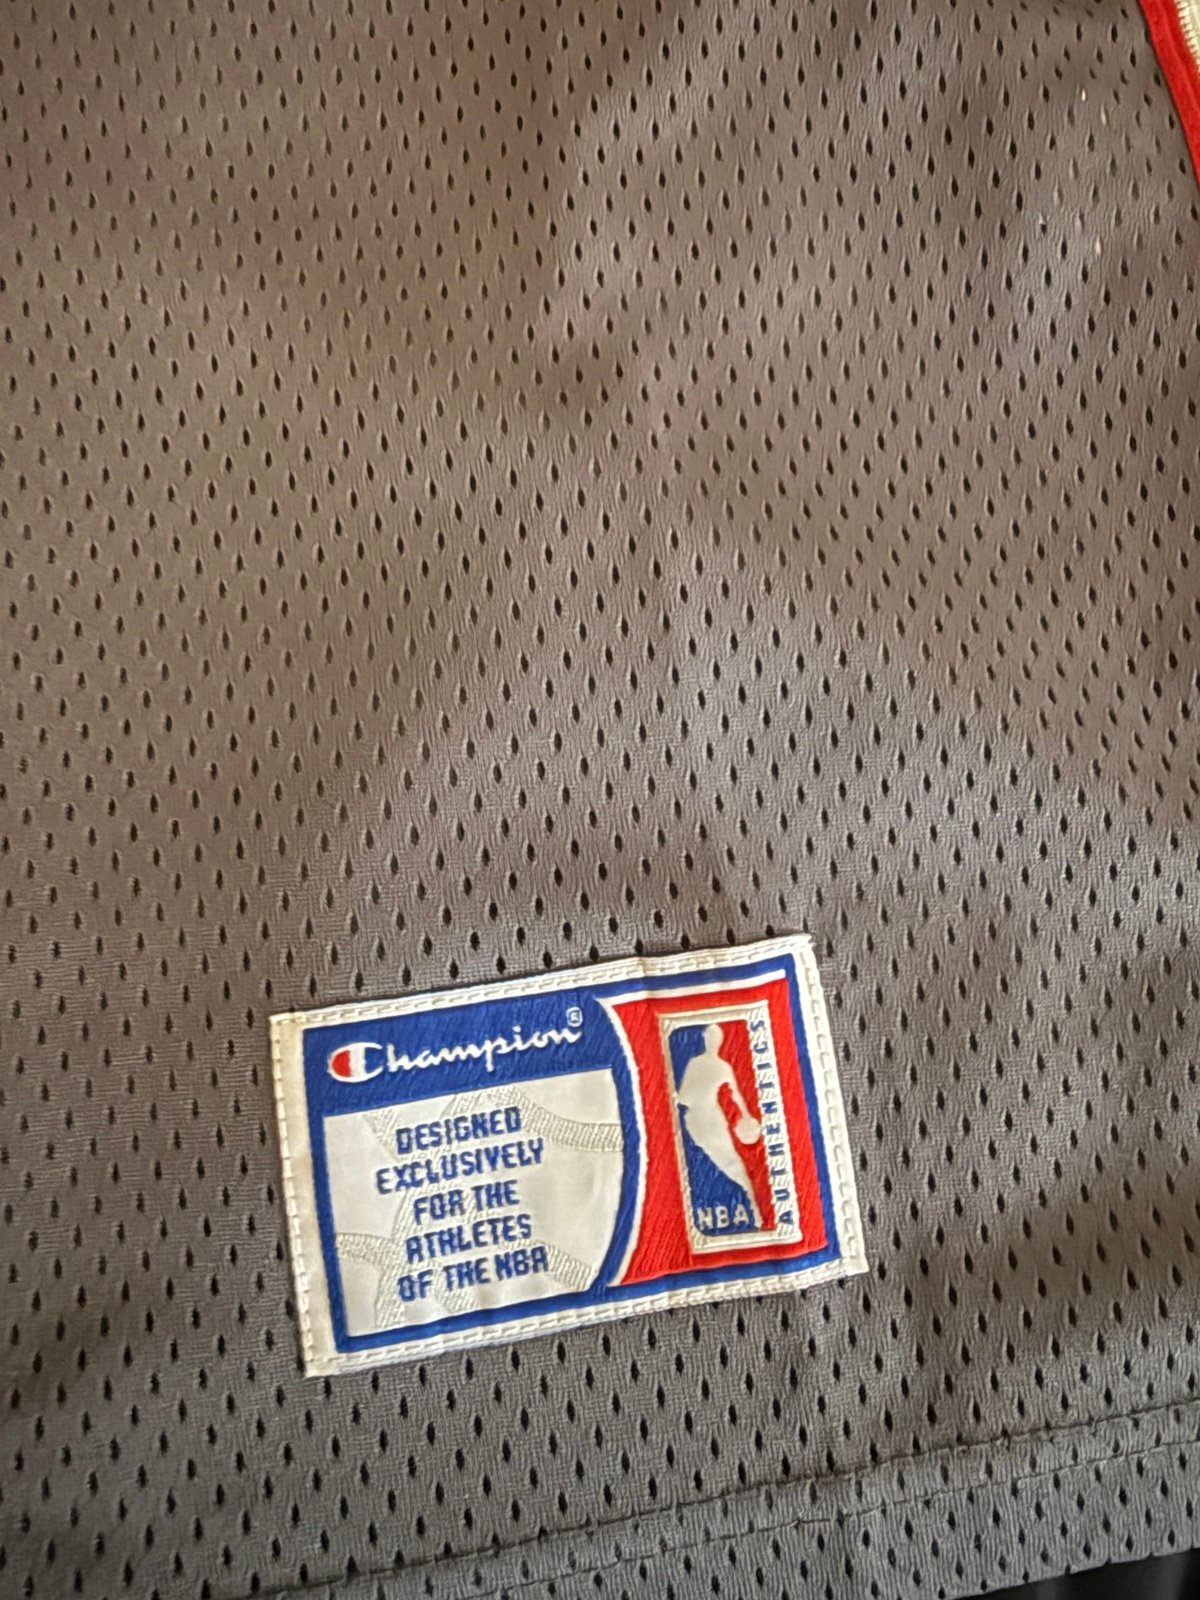 Champion®
DESIGNED
EXCLUSIVELY
FOR THE
ATHLETES
OF THE NBA
NBA
AUTHENTICS